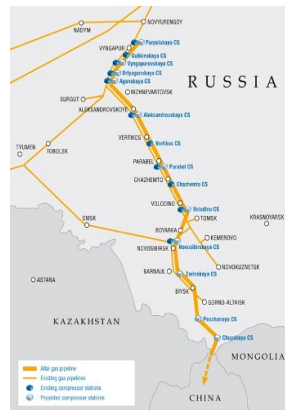 NOVYURENGOY
NADYM
Purpeiskaya CS
VYNGAPUR
Gubkinskaya CS
Vyngapurovskaya CS
Ortyagunskaya CS
Aganskaya CS
RUSSIA
NIZHNEVARTOVSK
SURGUT
ALEKSANDROVSKOYE
Aleksandrovskaya CS
VERTIKOS
Vertikos CS
TYUMEN
TOBOLSK
PARABEL
Parabel CS
CHAZHEMTO
Chazhemto CS
VOLODINO
Volodino CS
OMSK
TOMSK
KRASNOYARSK
BOYARKA
KEMEROVO
Novosibirskaya CS
NOVOSIBIRSK
NOVOKUZNETSK
BARNAUL
Zarinskaya CS
ASTANA
BIYSK
GORNO-ALTAISK
KAZAKHSTAN
Pescharaya CS
Chuyskaya CS
MONGOLIA
CHINA
Altai gas pipeline
Existing gas pipelines
Existing compressor stations
Projected compressor stations